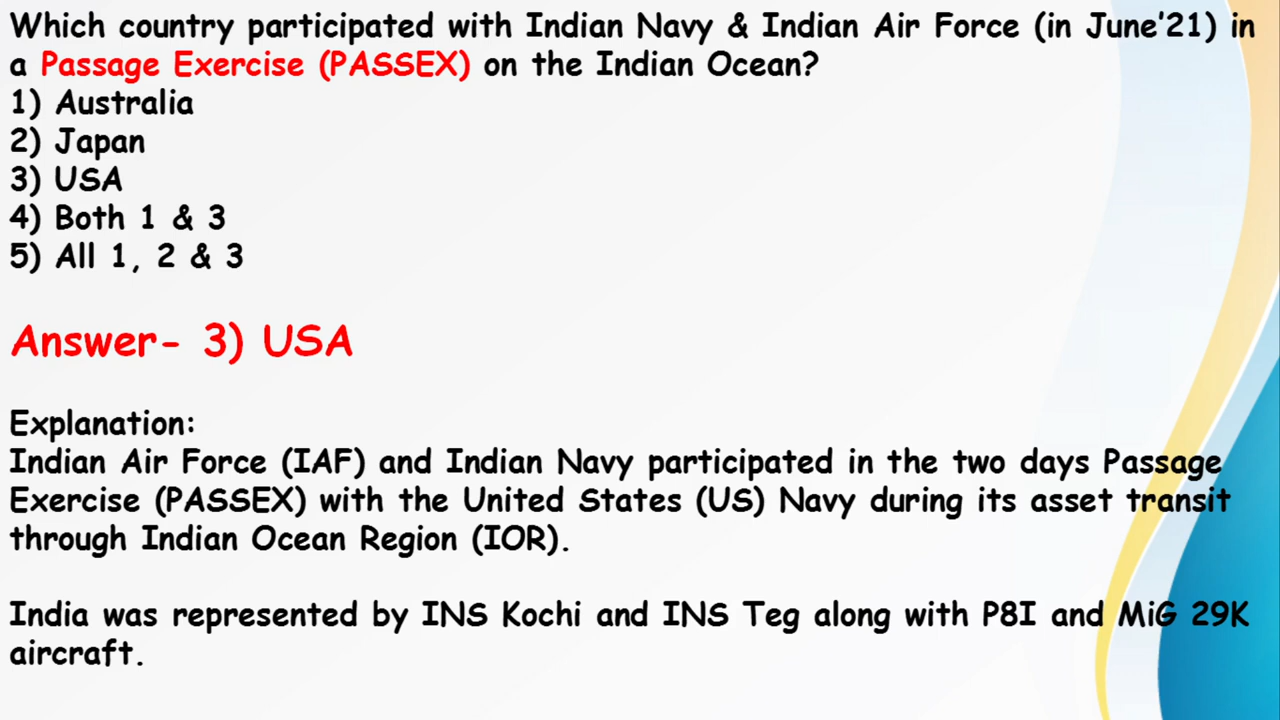 Which country participated with Indian Navy & Indian Air Force (in June'21) in
a Passage Exercise (PASSEX) on the Indian Ocean?
1) Australia
2) Japan
3) USA
4) Both 1 & 3
5) All 1, 2 & 3
Answer- 3) USA
Explanation:
Indian Air Force (IAF) and Indian Navy participated in the two days Passage
Exercise (PASSEX) with the United States (US) Navy during its asset transit
through Indian Ocean Region (IOR).
India was represented by INS Kochi and INS Teg along with P8I and MiG 29K
aircraft.